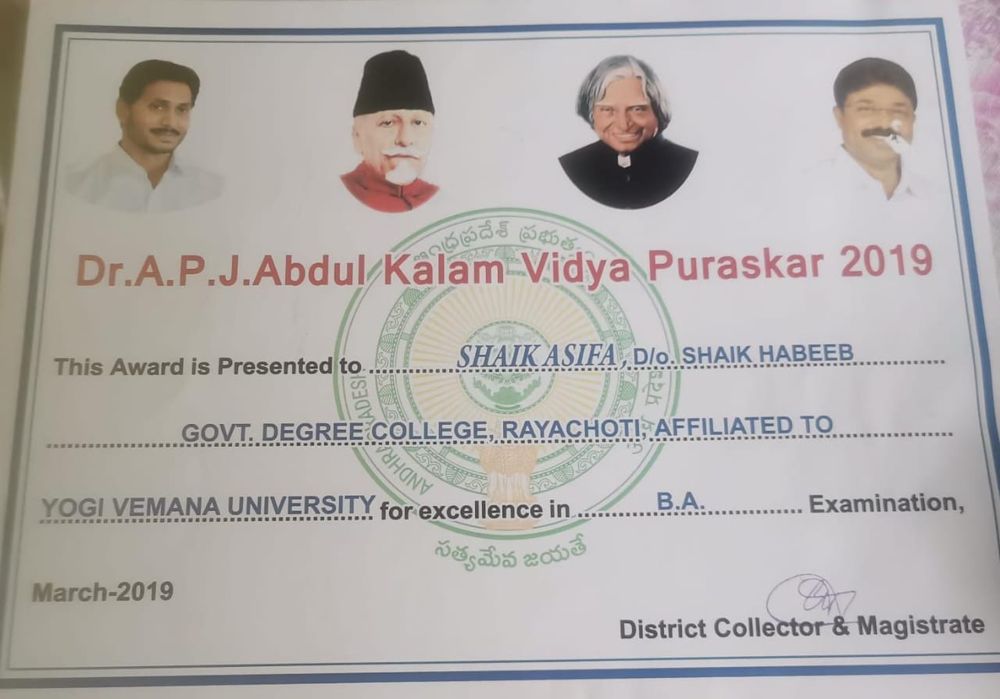 ఆంధ్రప్రదేశ్ ప్రభుత్వ
Dr.A.P.J.Abdul Kalam Vidya Puraskar 2019
This Award is Presented to SHAIK ASIFA, D/o. SHAIK HABEEB
GOVT. DEGREE COLLEGE, RAYACHOTI, AFFILIATED TO
YOGI VEMANA UNIVERSITY for excellence in B.A. Examination,
ANDHRA PRADESH
సత్యమేవ జయతే
March-2019
District Collector & Magistrate